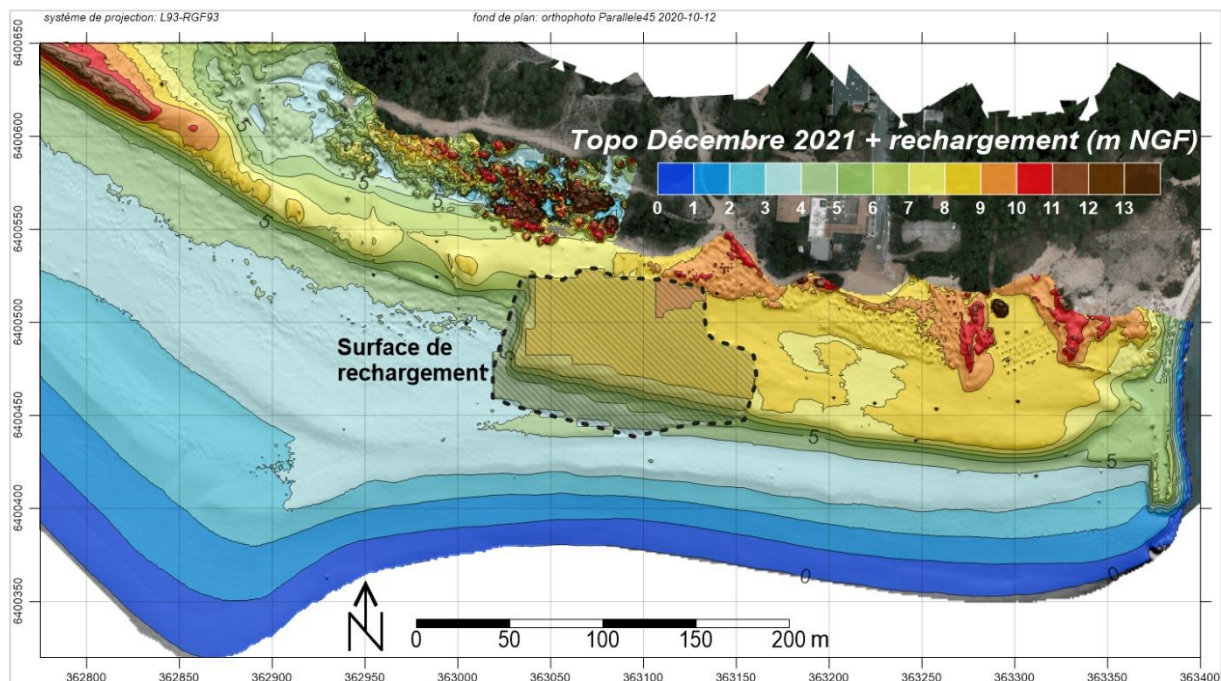 système de projection: L93-RGF93
fond de plan: orthophoto Parallele45 2020-10-12
Topo Décembre 2021 + rechargement (m NGF)
0 1 2 3 4 5 6 7 8 9 10 11 12 13
Surface de
rechargement
5
5
5
5
5
5
0
0
N
0 50 100 150 200 m
6400650
6400600
6400550
6400500
6400450
6400400
6400350
362800 362850 362900 362950 363000 363050 363100 363150 363200 363250 363300 363350 363400